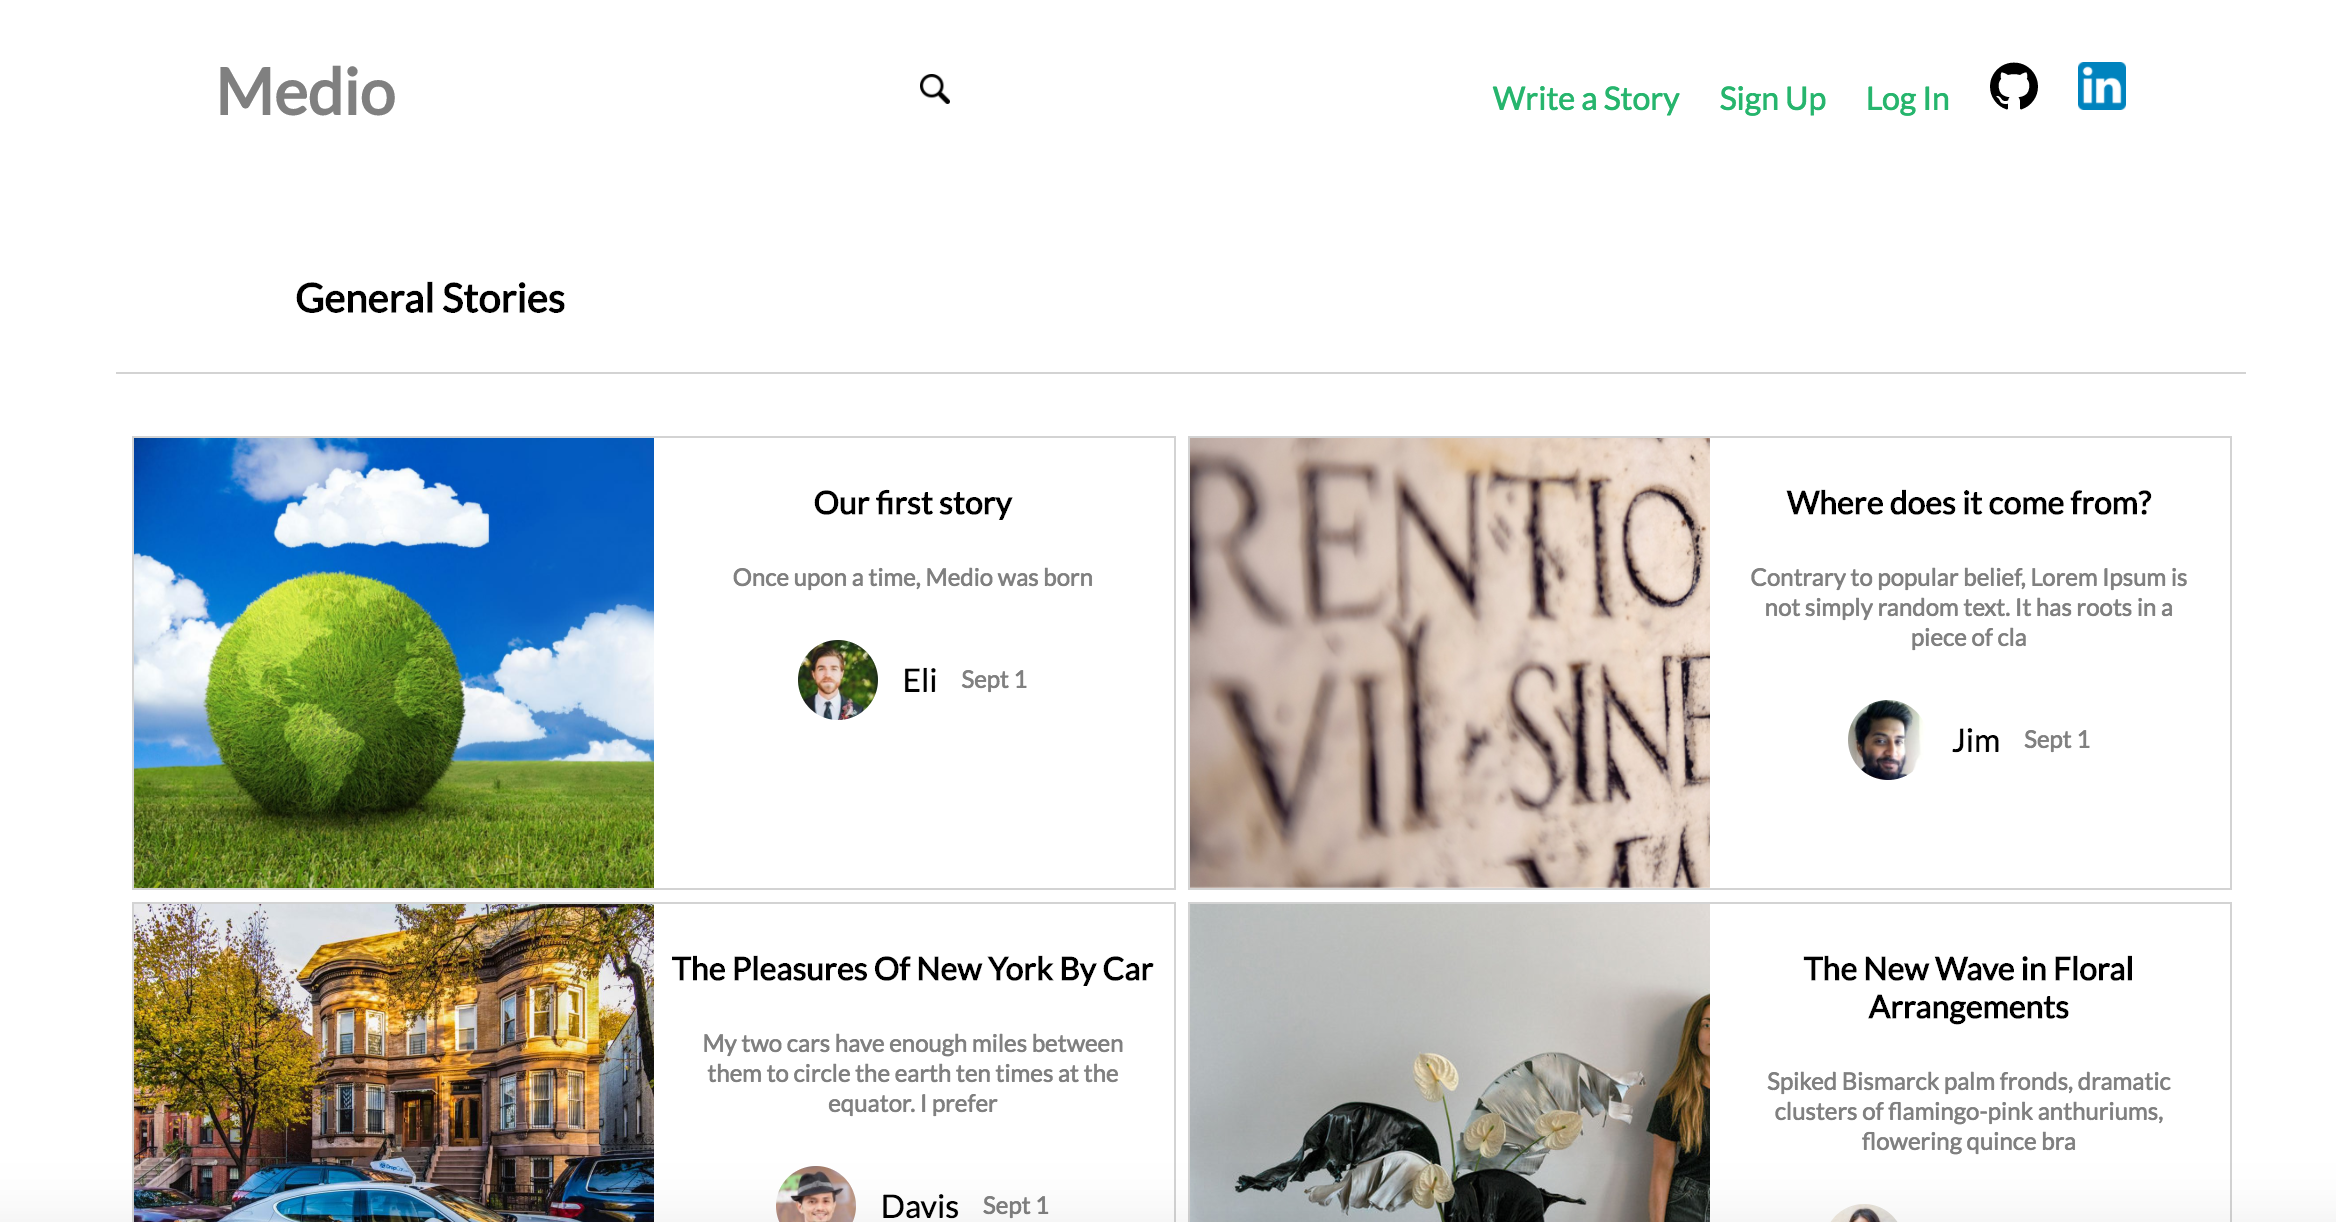 Medio
Write a Story
Sign Up
Log In
in
General Stories
Our first story
Once upon a time, Medio was born
Eli
Sept 1
RENTIO
VII SINE
Where does it come from?
Contrary to popular belief, Lorem Ipsum is
not simply random text. It has roots in a
piece of cla
Jim
Sept 1
The Pleasures Of New York By Car
My two cars have enough miles between
them to circle the earth ten times at the
equator. I prefer
Davis
Sept 1
The New Wave in Floral
Arrangements
Spiked Bismarck palm fronds, dramatic
clusters of flamingo-pink anthuriums,
flowering quince bra